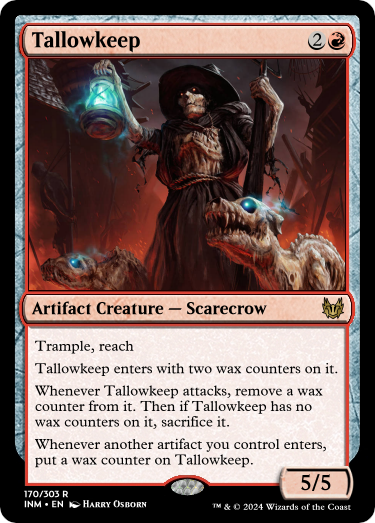 Tallowkeep 2
Artifact Creature — Scarecrow
Trample, reach
Tallowkeep enters with two wax counters on it.
Whenever Tallowkeep attacks, remove a wax
counter from it. Then if Tallowkeep has no
wax counters on it, sacrifice it.
Whenever another artifact you control enters,
put a wax counter on Tallowkeep.
5/5
170/303 R
INM • EN Harry Osborn
™ & © 2024 Wizards of the Coast